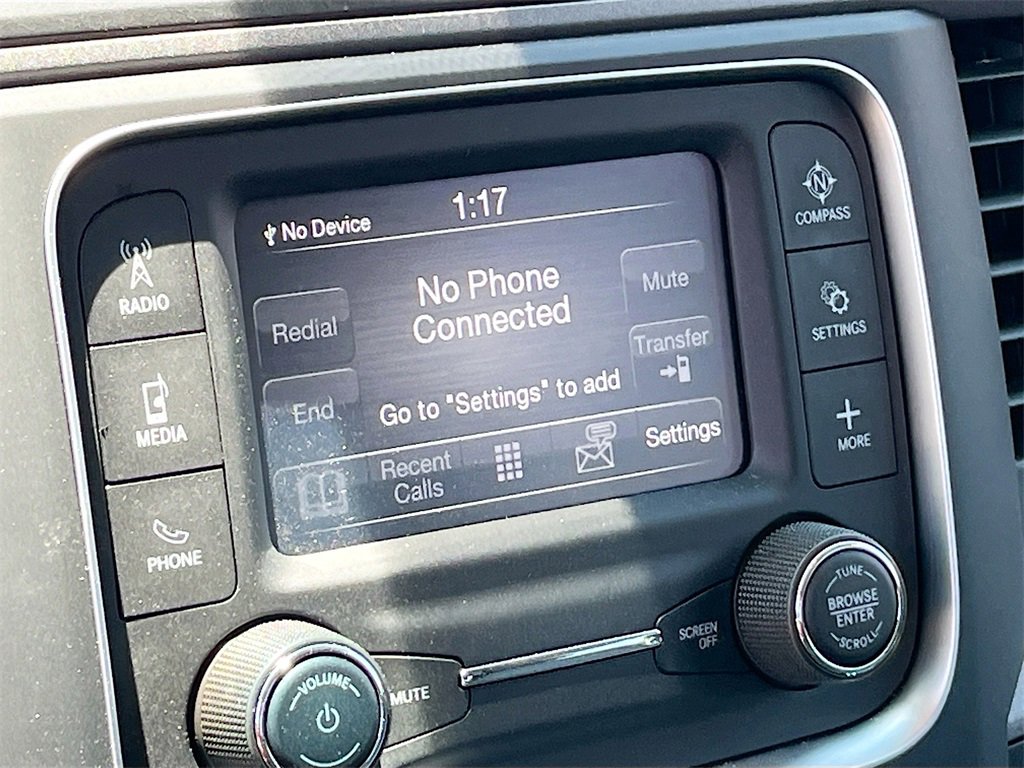 No Device
1:17
Redial
No Phone
Connected
Mute
Transfer
End
Go to "Settings" to add
Recent
Calls
Settings
RADIO
MEDIA
PHONE
N
COMPASS
SETTINGS
MORE
VOLUME
MUTE
SCREEN
OFF
TUNE
BROWSE
ENTER
SCROLL